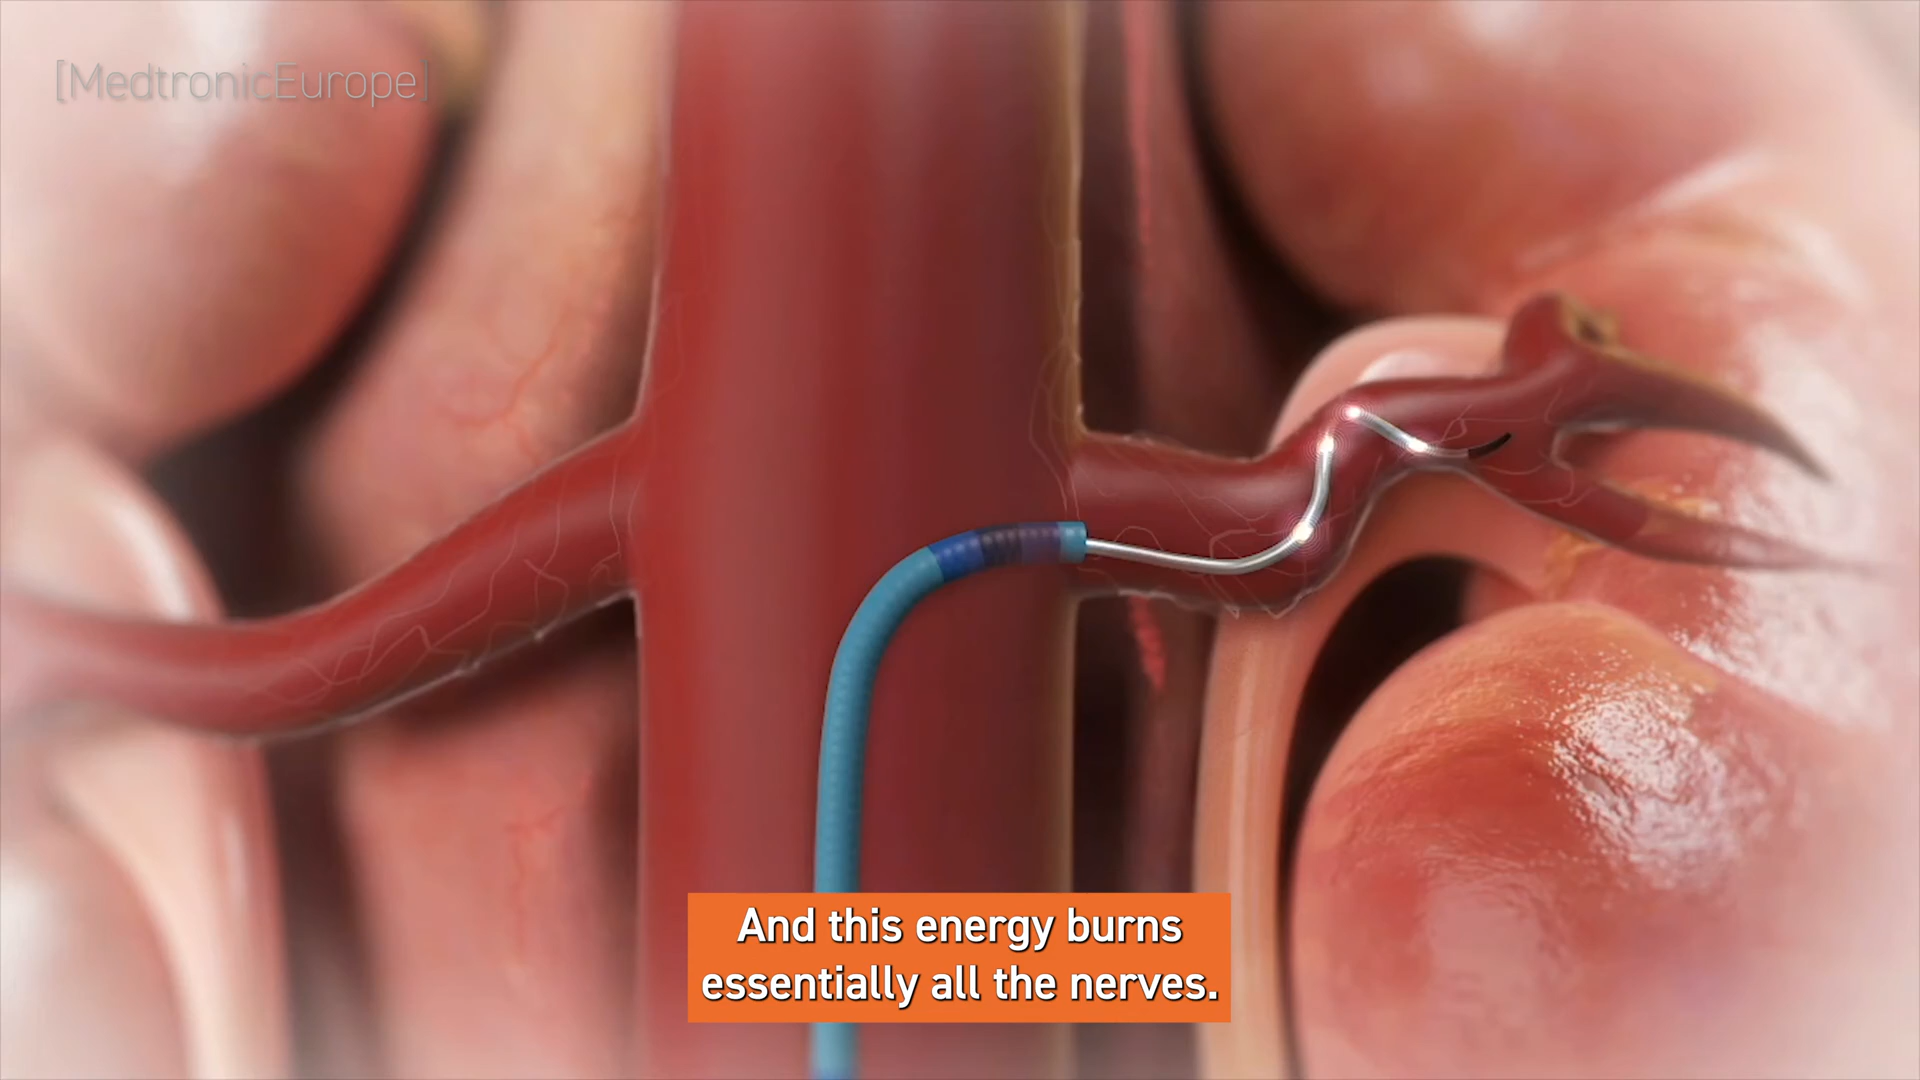 [MedtronicEurope]
And this energy burns
essentially all the nerves.